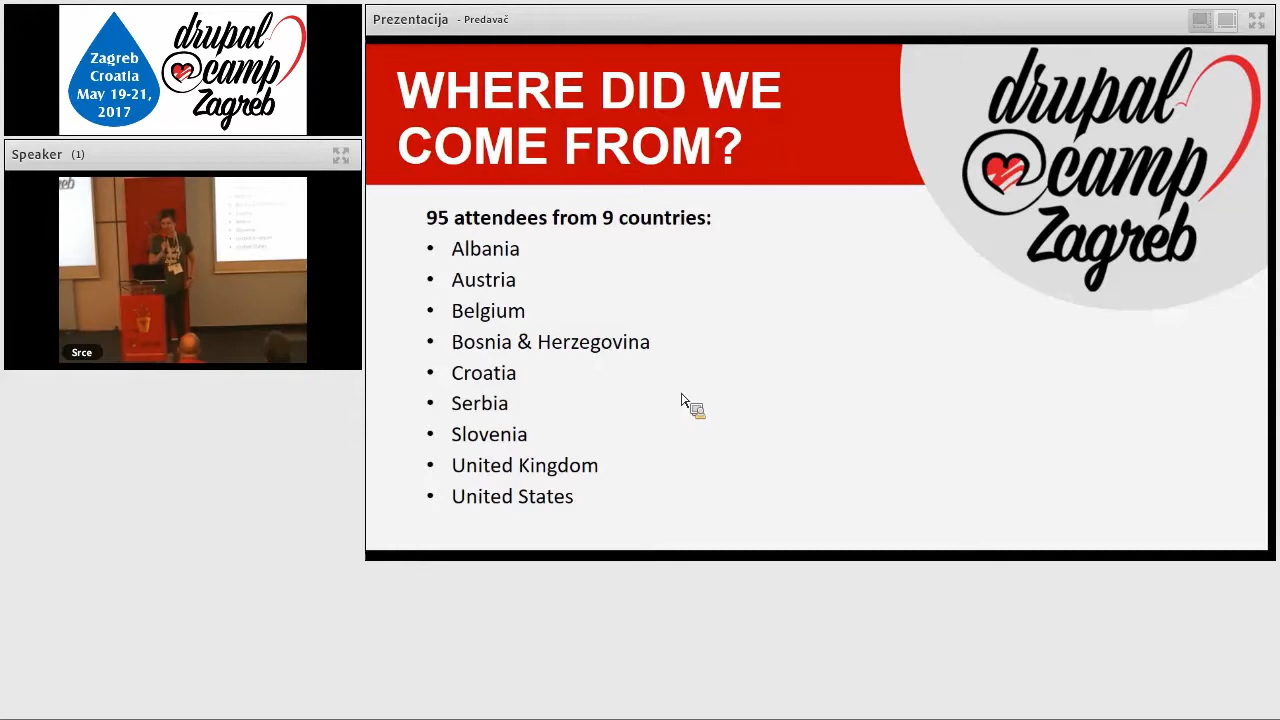 Zagreb
Croatia
May 19-21,
2017
drupal
@camp
Zagreb
Speaker (1)
Srce
Prezentacija - Predavač
WHERE DID WE
COME FROM?
drupal
@camp
Zagreb
95 attendees from 9 countries:
• Albania
• Austria
• Belgium
• Bosnia & Herzegovina
• Croatia
• Serbia
• Slovenia
• United Kingdom
• United States